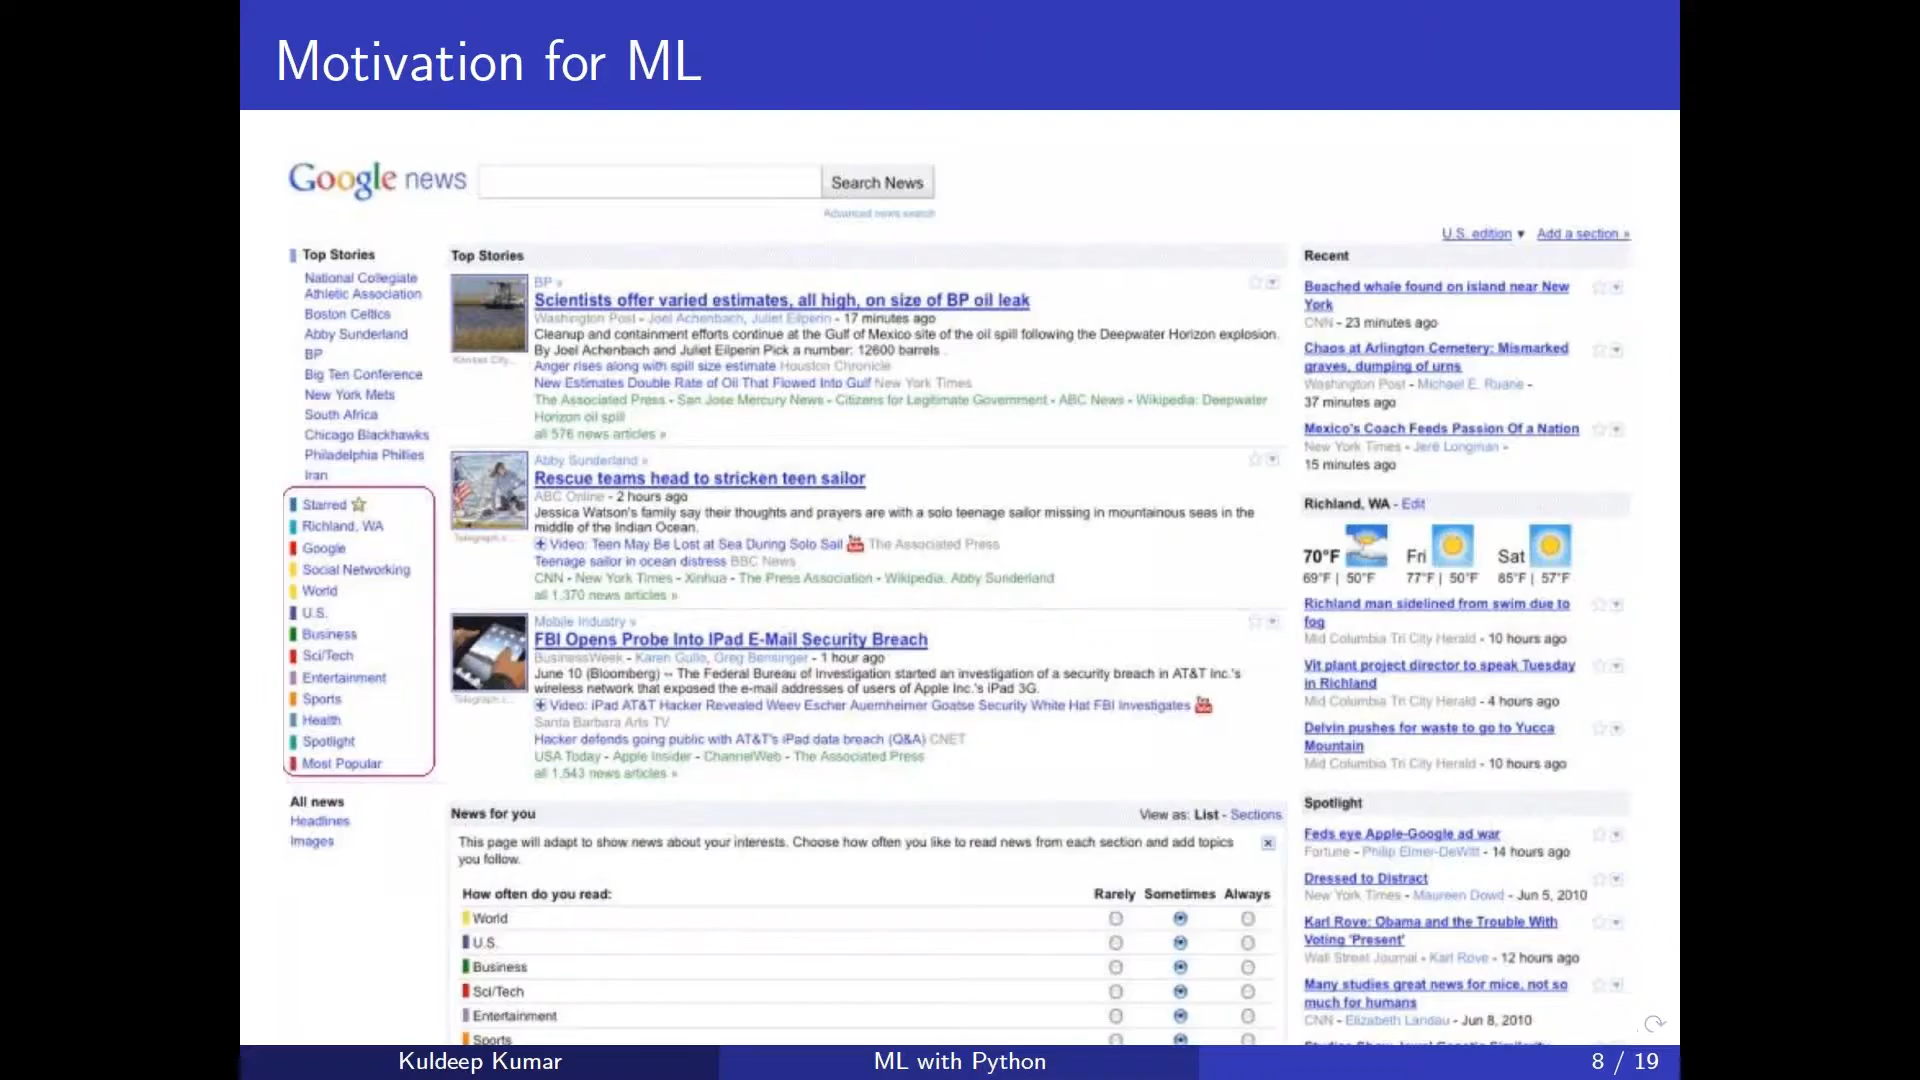 Motivation for ML
Google news
Search News
Advanced news search
U.S. edition ▾ Add a section »
Top Stories
National Collegiate
Athletic Association
Boston Celtics
Abby Sunderland
BP
Big Ten Conference
New York Mets
South Africa
Chicago Blackhawks
Philadelphia Phillies
Iran
Starred
Richland, WA
Google
Social Networking
World
U.S.
Business
Sci/Tech
Entertainment
Sports
Health
Spotlight
Most Popular
All news
Headlines
Images
Top Stories
BP »
Scientists offer varied estimates, all high, on size of BP oil leak
Washington Post - Joel Achenbach, Juliet Eilperin - 17 minutes ago
Cleanup and containment efforts continue at the Gulf of Mexico site of the oil spill following the Deepwater Horizon explosion.
By Joel Achenbach and Juliet Eilperin Pick a number: 12600 barrels
Kansas City...
Anger rises along with spill size estimate Houston Chronicle
New Estimates Double Rate of Oil That Flowed Into Gulf New York Times
The Associated Press - San Jose Mercury News - Citizens for Legitimate Government - ABC News - Wikipedia: Deepwater
Horizon oil spill
all 576 news articles »
Abby Sunderland »
Rescue teams head to stricken teen sailor
ABC Online - 2 hours ago
Jessica Watson's family say their thoughts and prayers are with a solo teenage sailor missing in mountainous seas in the
middle of the Indian Ocean.
Telegraph.c...
Video: Teen May Be Lost at Sea During Solo Sail The Associated Press
Teenage sailor in ocean distress BBC News
CNN - New York Times - Xinhua - The Press Association - Wikipedia: Abby Sunderland
all 1,370 news articles »
Mobile Industry »
FBI Opens Probe Into IPad E-Mail Security Breach
BusinessWeek - Karen Gullo, Greg Bensinger - 1 hour ago
June 10 (Bloomberg) -- The Federal Bureau of Investigation started an investigation of a security breach in AT&T Inc.'s
wireless network that exposed the e-mail addresses of users of Apple Inc.'s iPad 3G.
Telegraph.c...
Video: iPad AT&T Hacker Revealed Weev Escher Auernheimer Goatse Security White Hat FBI Investigates
Santa Barbara Arts TV
Hacker defends going public with AT&T's iPad data breach (Q&A) CNET
USA Today - Apple Insider - ChannelWeb - The Associated Press
all 1,543 news articles »
News for you
View as: List - Sections
This page will adapt to show news about your interests. Choose how often you like to read news from each section and add topics
you follow.
How often do you read: Rarely Sometimes Always
World
U.S.
Business
Sci/Tech
Entertainment
Sports
Recent
Beached whale found on island near New
York
CNN - 23 minutes ago
Chaos at Arlington Cemetery: Mismarked
graves, dumping of urns
Washington Post - Michael E. Ruane -
37 minutes ago
Mexico's Coach Feeds Passion Of a Nation
New York Times - Jeré Longman -
15 minutes ago
Richland, WA - Edit
70°F Fri Sat
69°F | 50°F 77°F | 50°F 85°F | 57°F
Richland man sidelined from swim due to
fog
Mid Columbia Tri City Herald - 10 hours ago
Vit plant project director to speak Tuesday
in Richland
Mid Columbia Tri City Herald - 4 hours ago
Delvin pushes for waste to go to Yucca
Mountain
Mid Columbia Tri City Herald - 10 hours ago
Spotlight
Feds eye Apple-Google ad war
Fortune - Philip Elmer-DeWitt - 14 hours ago
Dressed to Distract
New York Times - Maureen Dowd - Jun 5, 2010
Karl Rove: Obama and the Trouble With
Voting 'Present'
Wall Street Journal - Karl Rove - 12 hours ago
Many studies great news for mice, not so
much for humans
CNN - Elizabeth Landau - Jun 8, 2010
Kuldeep Kumar
ML with Python
8 / 19